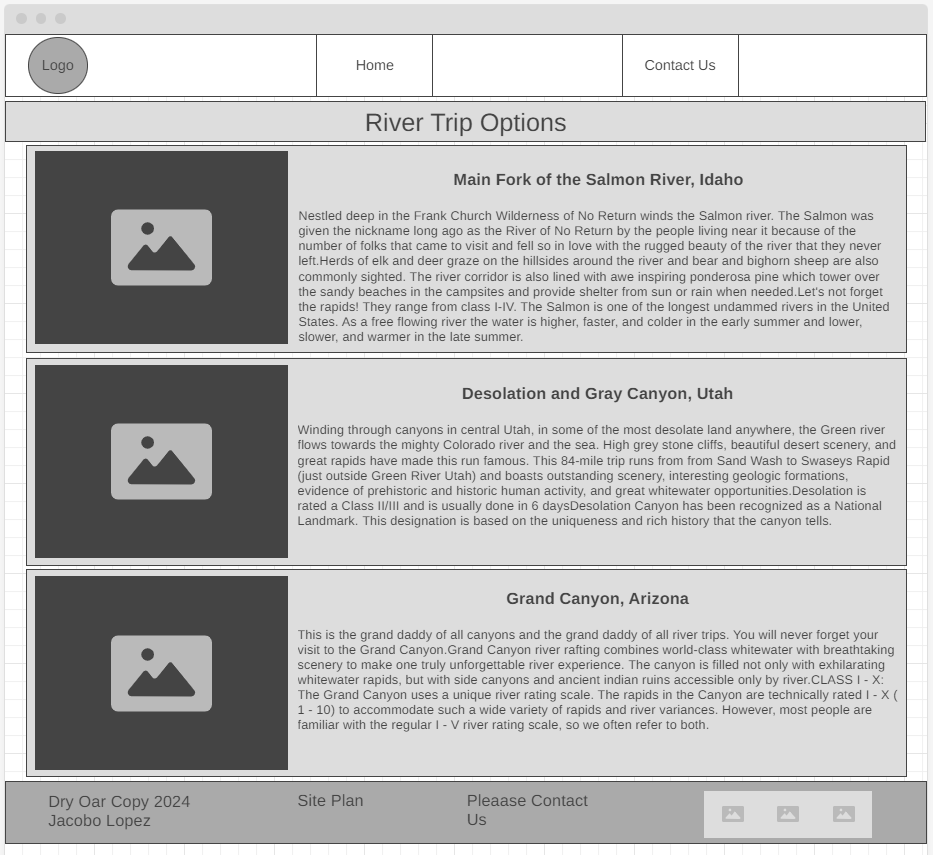 Logo
Home
Contact Us
River Trip Options
Main Fork of the Salmon River, Idaho
Nestled deep in the Frank Church Wilderness of No Return winds the Salmon river. The Salmon was
given the nickname long ago as the River of No Return by the people living near it because of the
number of folks that came to visit and fell so in love with the rugged beauty of the river that they never
left.Herds of elk and deer graze on the hillsides around the river and bear and bighorn sheep are also
commonly sighted. The river corridor is also lined with awe inspiring ponderosa pine which tower over
the sandy beaches in the campsites and provide shelter from sun or rain when needed.Let's not forget
the rapids! They range from class I-IV. The Salmon is one of the longest undammed rivers in the United
States. As a free flowing river the water is higher, faster, and colder in the early summer and lower,
slower, and warmer in the late summer.
Desolation and Gray Canyon, Utah
Winding through canyons in central Utah, in some of the most desolate land anywhere, the Green river
flows towards the mighty Colorado river and the sea. High grey stone cliffs, beautiful desert scenery, and
great rapids have made this run famous. This 84-mile trip runs from from Sand Wash to Swaseys Rapid
(just outside Green River Utah) and boasts outstanding scenery, interesting geologic formations,
evidence of prehistoric and historic human activity, and great whitewater opportunities.Desolation is
rated a Class II/III and is usually done in 6 daysDesolation Canyon has been recognized as a National
Landmark. This designation is based on the uniqueness and rich history that the canyon tells.
Grand Canyon, Arizona
This is the grand daddy of all canyons and the grand daddy of all river trips. You will never forget your
visit to the Grand Canyon.Grand Canyon river rafting combines world-class whitewater with breathtaking
scenery to make one truly unforgettable river experience. The canyon is filled not only with exhilarating
whitewater rapids, but with side canyons and ancient indian ruins accessible only by river.CLASS I - X:
The Grand Canyon uses a unique river rating scale. The rapids in the Canyon are technically rated I - X (
1 - 10) to accommodate such a wide variety of rapids and river variances. However, most people are
familiar with the regular I - V river rating scale, so we often refer to both.
Dry Oar Copy 2024
Jacobo Lopez
Site Plan
Pleaase Contact
Us